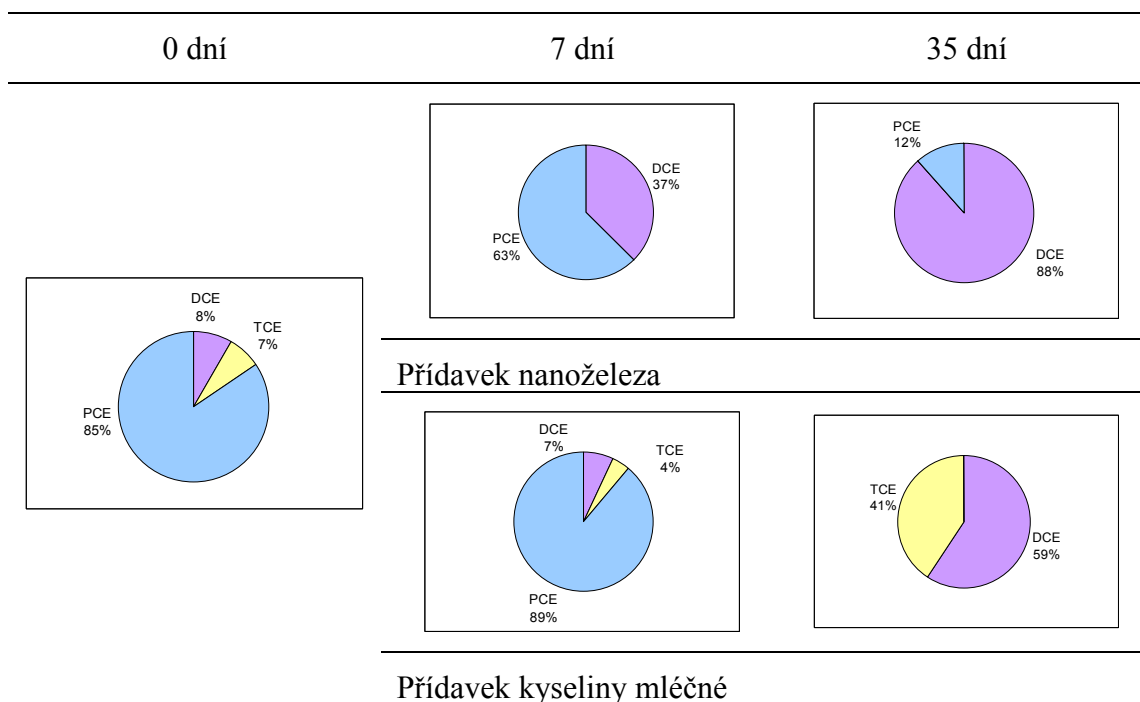 0 dní
7 dní
35 dní
DCE
8%
TCE
7%
PCE
85%
DCE
37%
PCE
63%
PCE
12%
DCE
88%
Přídavek nanoželeza
DCE
7%
TCE
4%
PCE
89%
TCE
41%
DCE
59%
Přídavek kyseliny mléčné